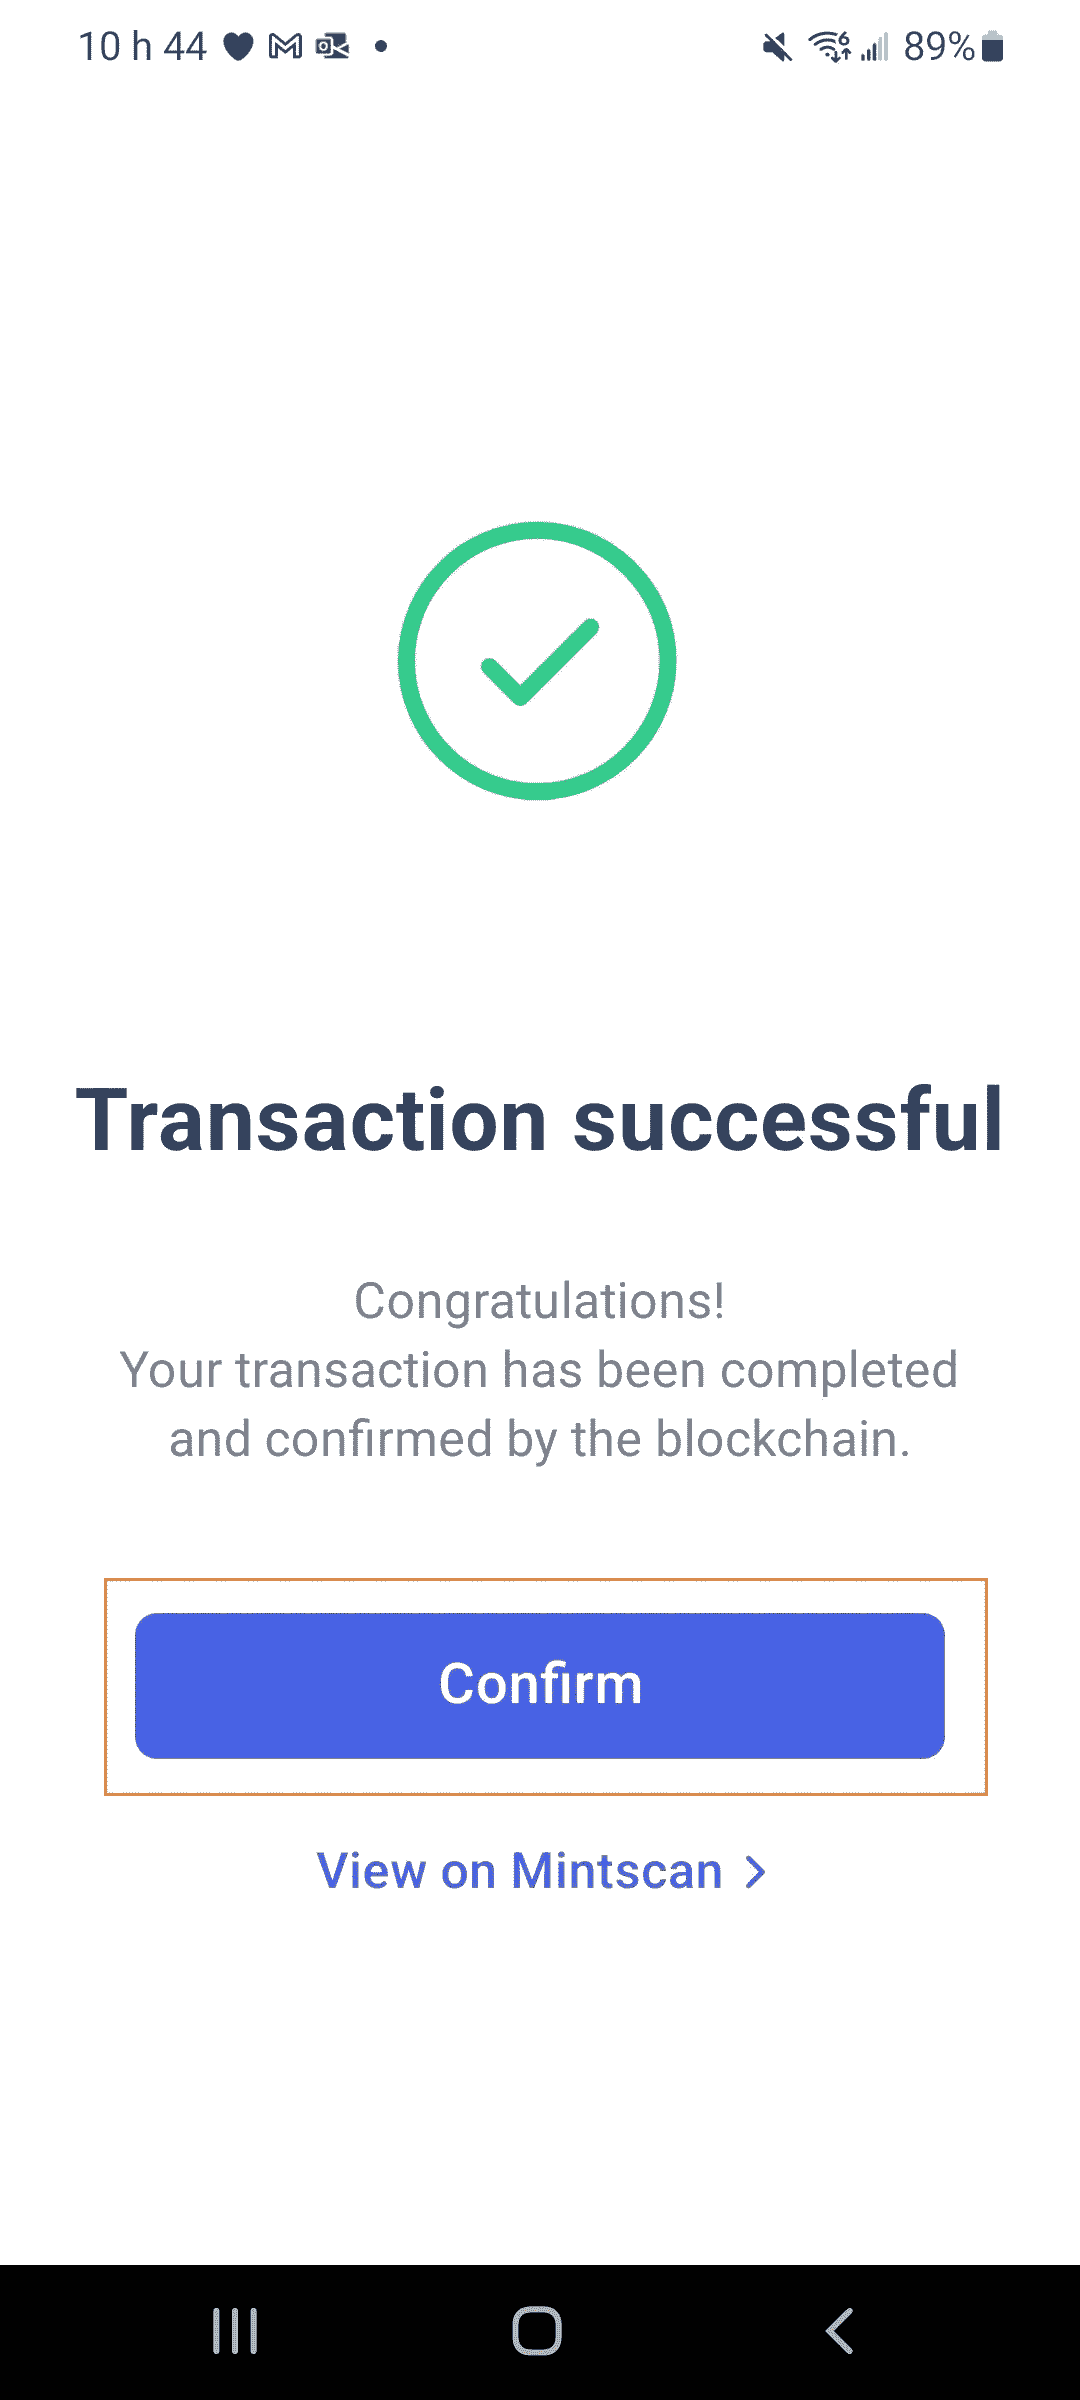 10 h 44 89%
Transaction successful
Congratulations!
Your transaction has been completed
and confirmed by the blockchain.
Confirm
View on Mintscan